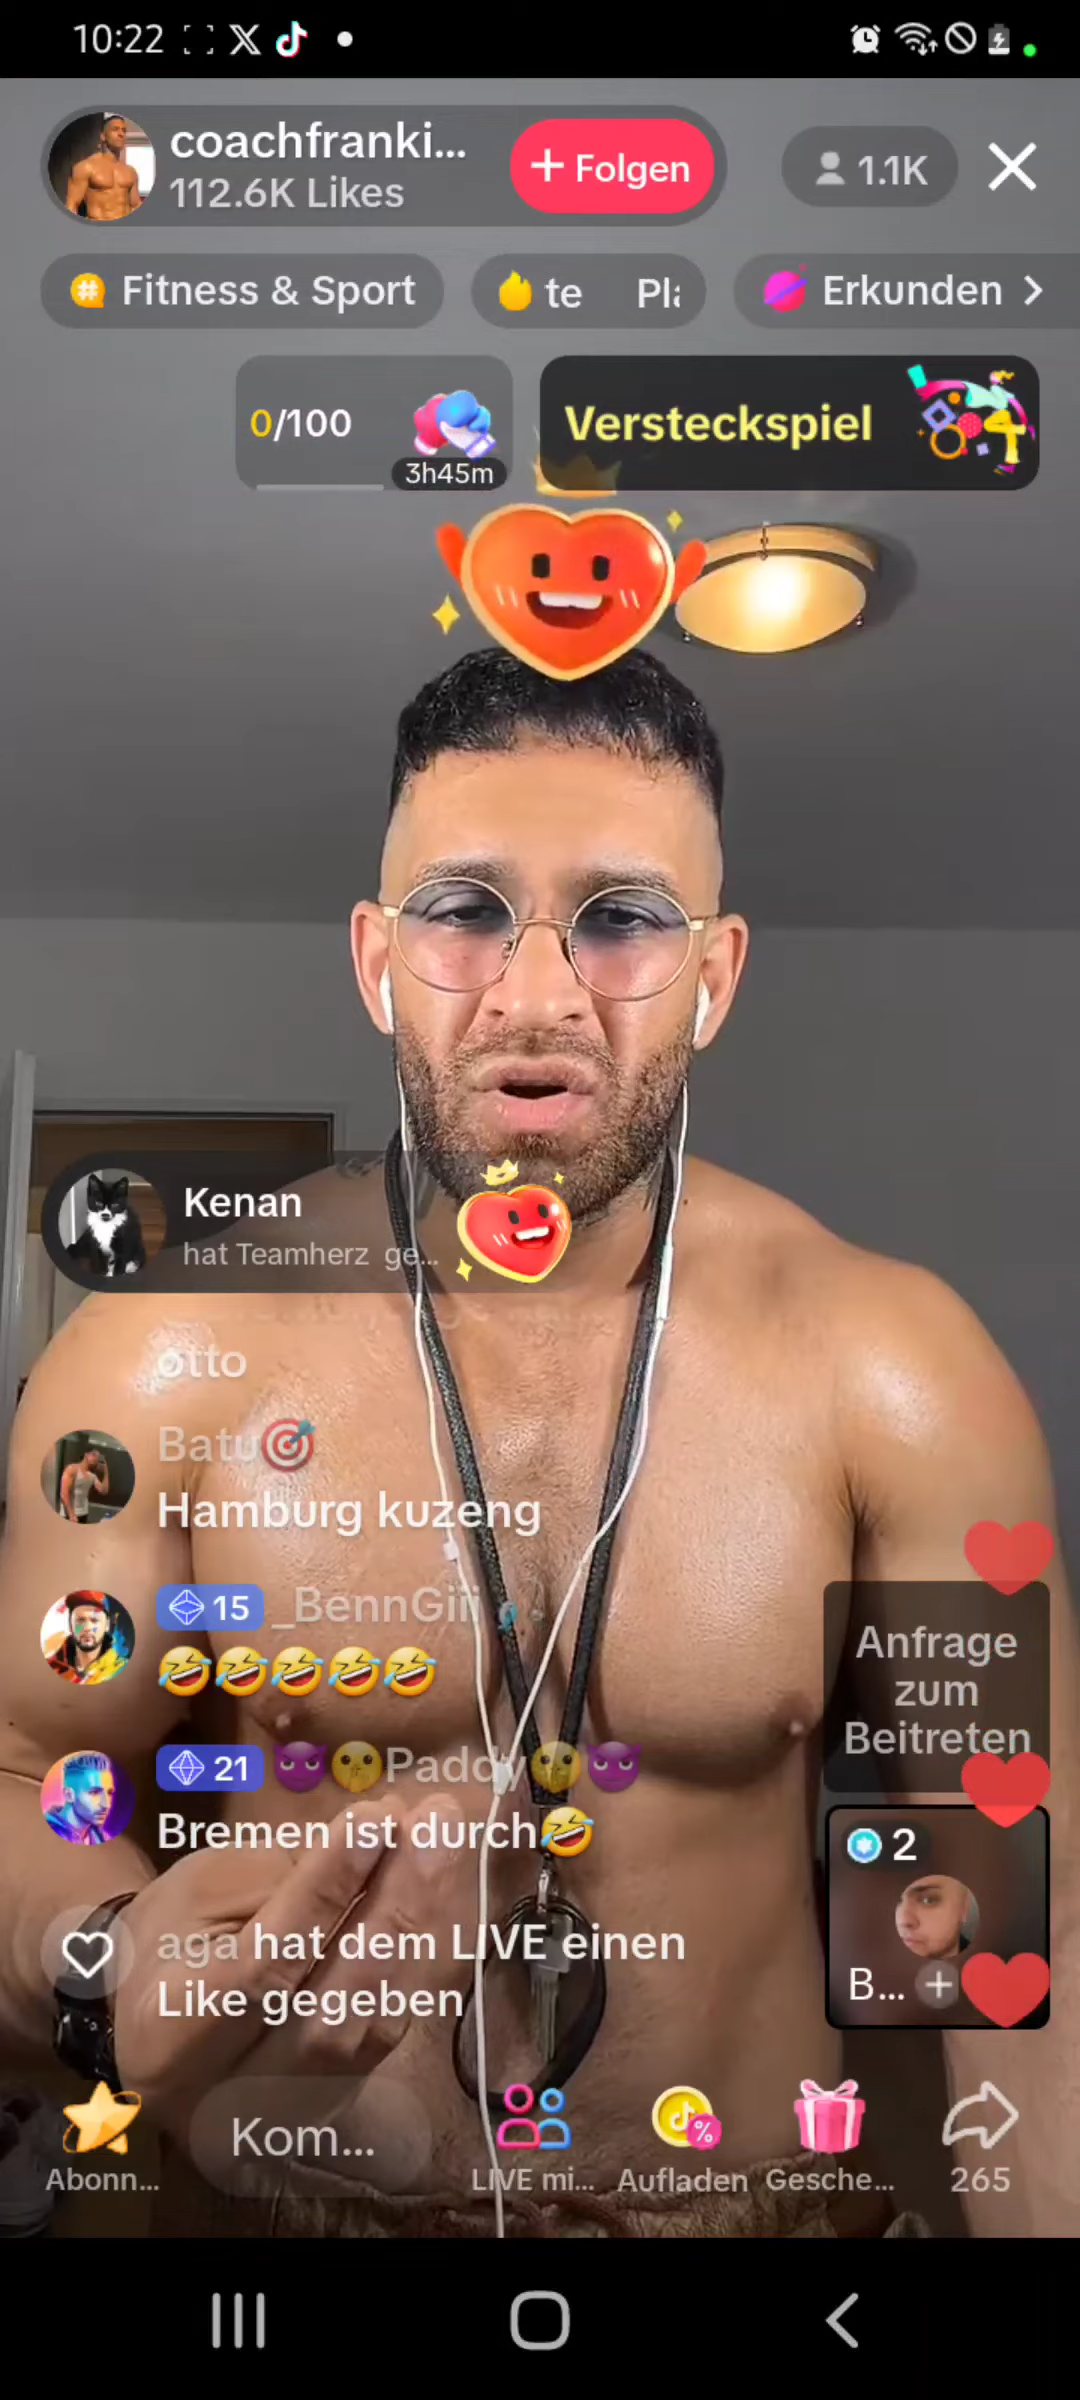 10:22
coachfranki...
112.6K Likes
+ Folgen
1.1K
Fitness & Sport
te
Erkunden
0/100
3h45m
Versteckspiel
Kenan
hat Teamherz ge...
otto
Batu🎯
Hamburg kuzeng
15 _BennGiii
🤣🤣🤣🤣🤣
21 😈🤫Paddy🤫😈
Bremen ist durch🤣
aga hat dem LIVE einen
Like gegeben
Anfrage
zum
Beitreten
2
B...
Abonn...
Kom...
LIVE mi...
Aufladen
Gesche...
265